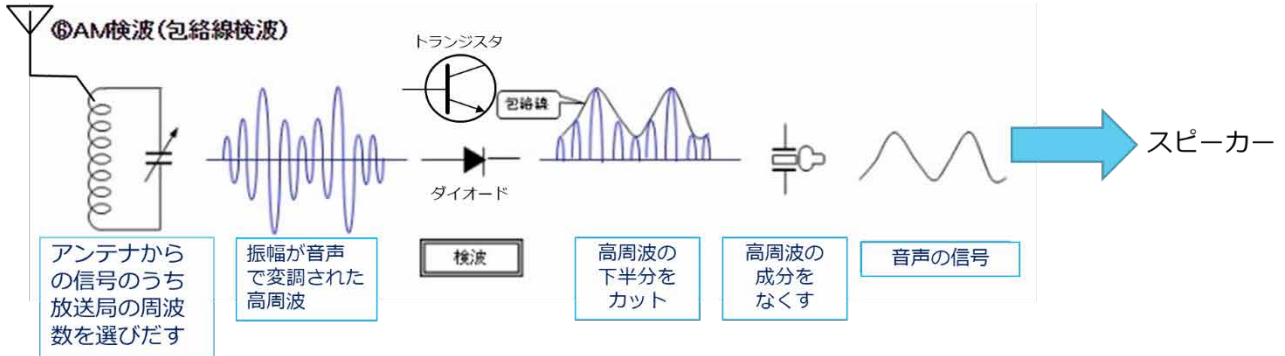 ⑥AM検波(包絡線検波)
トランジスタ
包絡線
ダイオード
スピーカー
アンテナから
の信号のうち
放送局の周波
数を選びだす
振幅が音声
で変調された
高周波
検波
高周波の
下半分を
カット
高周波の
成分を
なくす
音声の信号